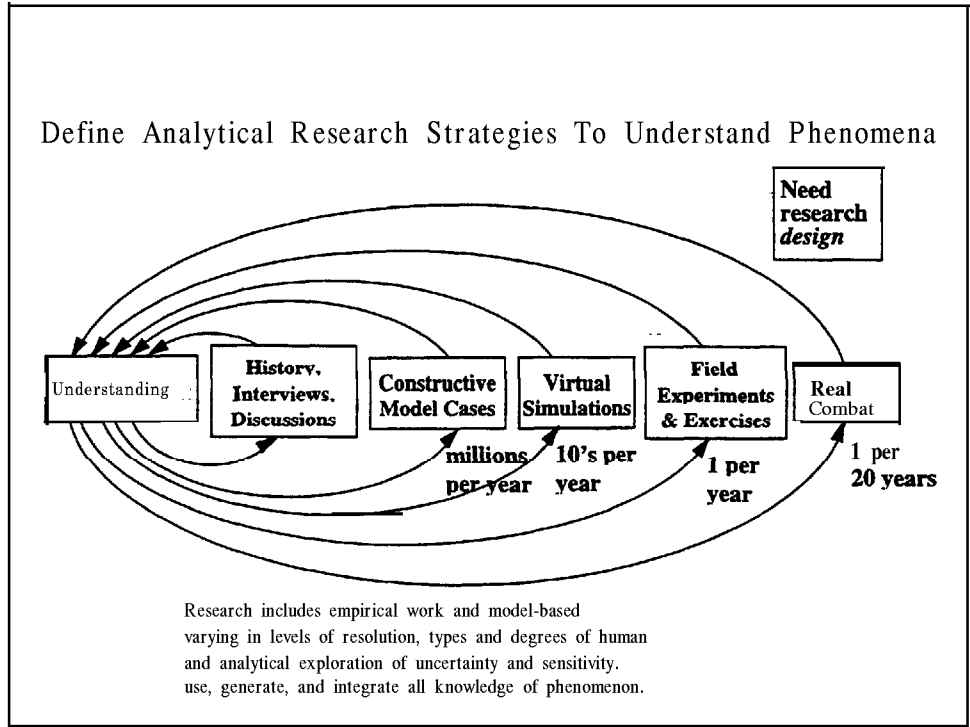 Define Analytical Research Strategies To Understand Phenomena
Need
research
design
Understanding
History,
Interviews,
Discussions
Constructive
Model Cases
Virtual
Simulations
Field
Experiments
& Exercises
Real
Combat
millions
per year
10's per
year
1 per
year
1 per
20 years
Research includes empirical work and model-based
varying in levels of resolution, types and degrees of human
and analytical exploration of uncertainty and sensitivity.
use, generate, and integrate all knowledge of phenomenon.